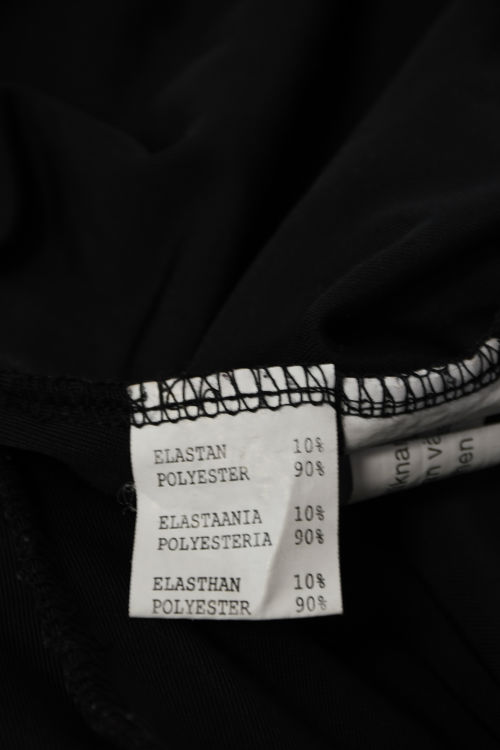 ELASTAN 10%
POLYESTER 90%
ELASTAANIA 10%
POLYESTERIA 90%
ELASTHAN 10%
POLYESTER 90%